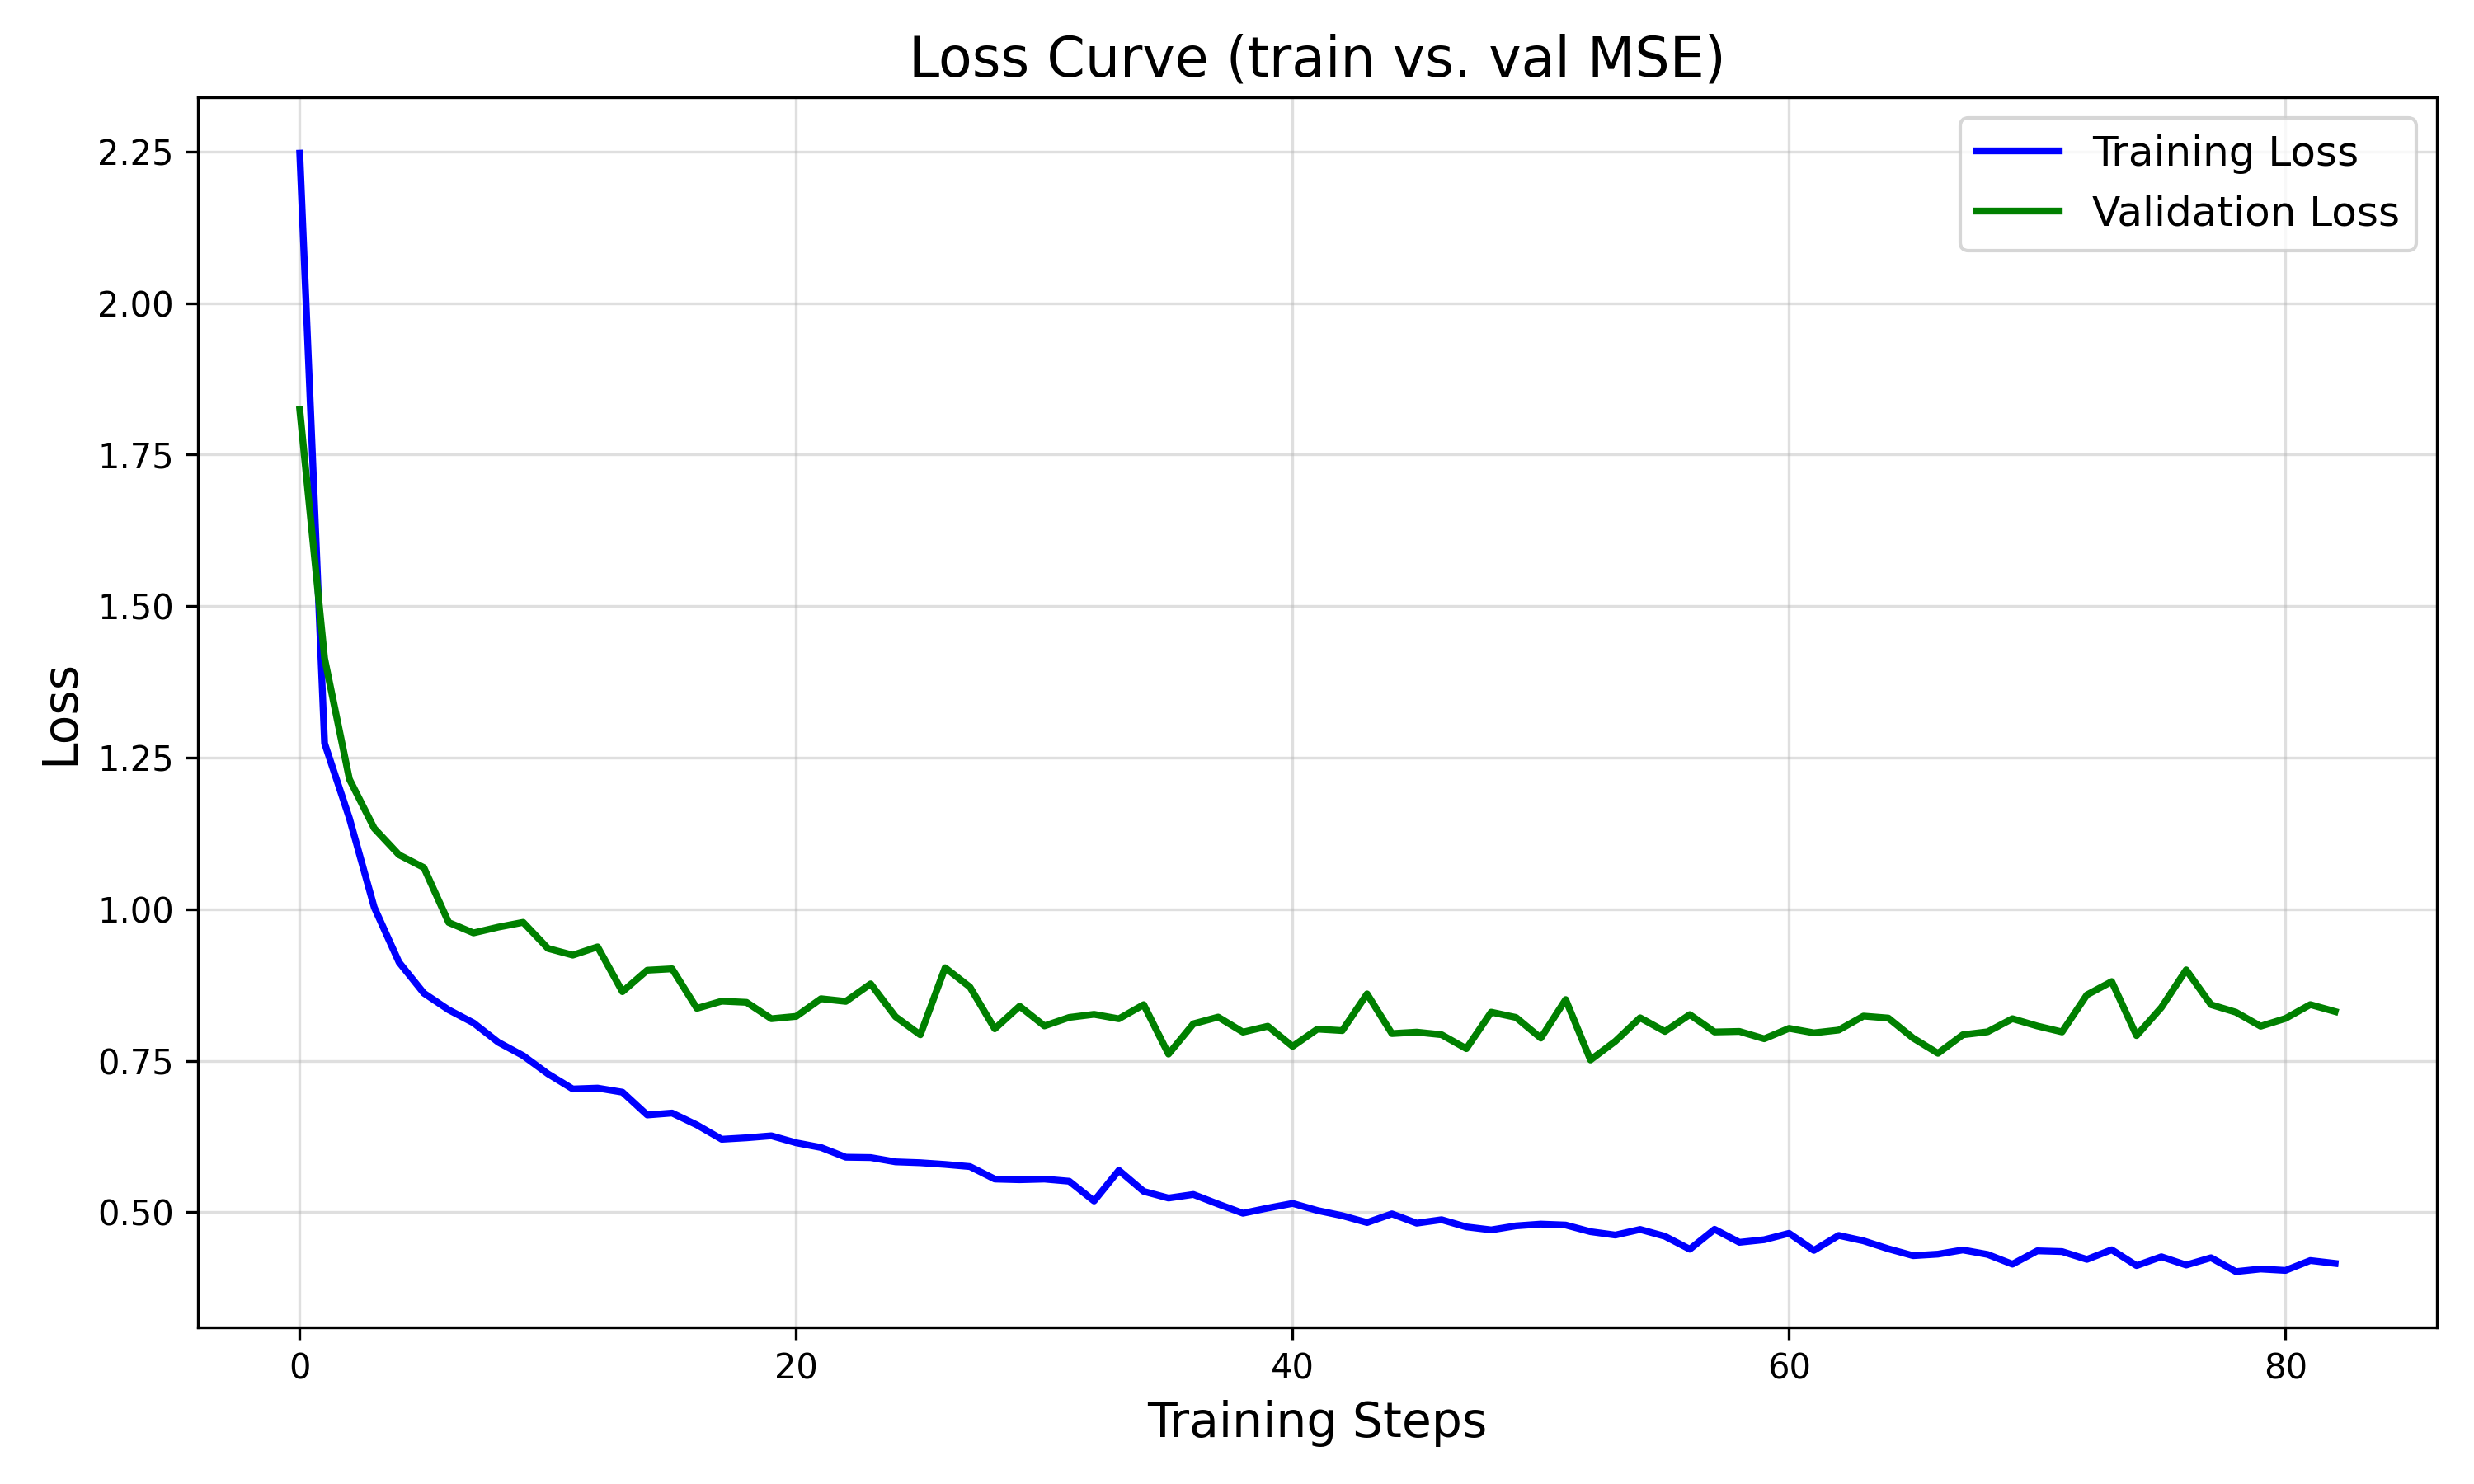 Loss Curve (train vs. val MSE)
Training Loss
Validation Loss
2.25
2.00
1.75
1.50
1.25
1.00
0.75
0.50
Loss
0 20 40 60 80
Training Steps